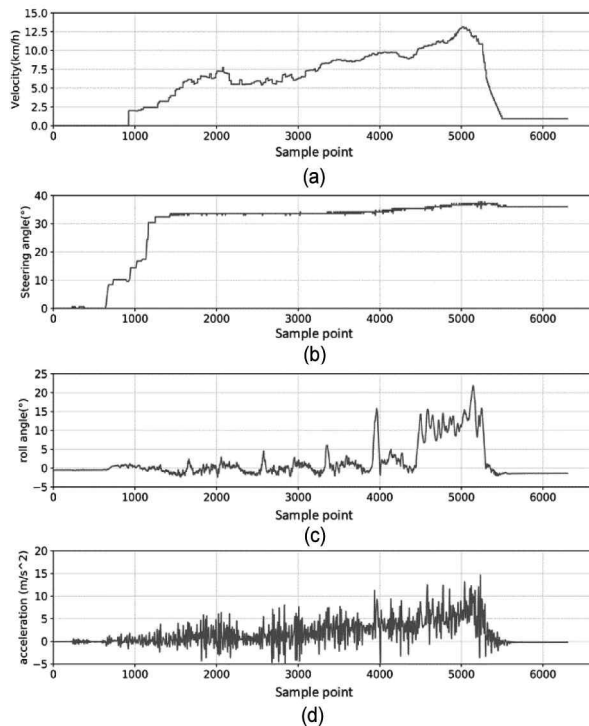 15.0
12.5
10.0
7.5
5.0
2.5
0.0
Velocity(km/h)
0 1000 2000 3000 4000 5000 6000
Sample point
(a)
40
30
20
10
0
Steering angle(°)
0 1000 2000 3000 4000 5000 6000
Sample point
(b)
25
20
15
10
5
0
−5
roll angle(°)
0 1000 2000 3000 4000 5000 6000
Sample point
(c)
20
15
10
5
0
−5
acceleration (m/s^2)
0 1000 2000 3000 4000 5000 6000
Sample point
(d)